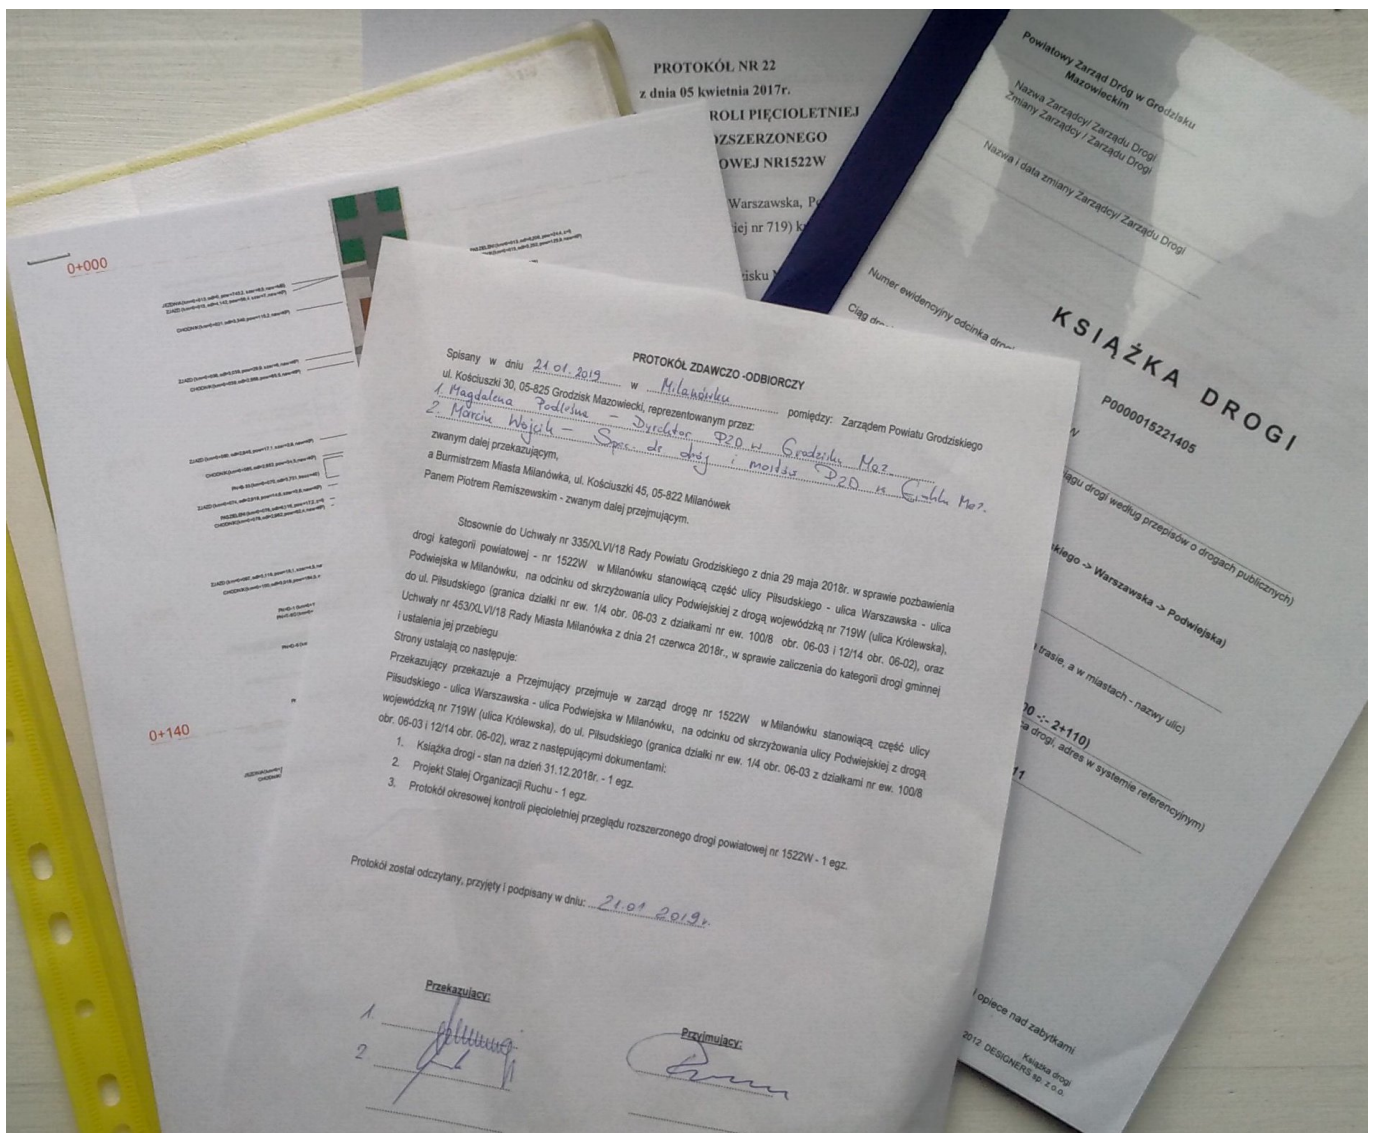 PROTOKÓŁ NR 22
z dnia 05 kwietnia 2017r.
ROLI PIĘCIOLETNIEJ
OZSZERZONEGO
OWEJ NR1522W
Warszawska,
iej nr 719)
zisku
Powiatowy Zarząd Dróg w Grodzisku
Mazowieckim
Nazwa Zarządcy/ Zarządu Drogi
Zmiany Zarządcy / Zarządu Drogi
Nazwa i data zmiany Zarządcy/ Zarządu Drogi
Numer ewidencyjny odcinka
Ciąg
KSIĄŻKA DROGI
P0000015221405
ągu drogi według przepisów o drogach publicznych)
kiego -> Warszawska -> Podwiejska)
trasie, a w miastach - nazwy ulic)
00 -:- 2+110)
drogi, adres w systemie referencyjnym)
11
i opiece nad zabytkami
Książka drogi
2012 DESIGNERS sp. z o.o.
0+000
0+140
PROTOKÓŁ ZDAWCZO -ODBIORCZY
Spisany w dniu 21 01. 2019 w Milanówku pomiędzy: Zarządem Powiatu Grodziskiego
ul. Kościuszki 30, 05-825 Grodzisk Mazowiecki, reprezentowanym przez:
1. Magdalena Podleśna – Dyrektor PZD w Grodzisku Maz
2. Marcin Wójcik – Spec. ds dróg i mostów PZD w Maz.
zwanym dalej przekazującym,
a Burmistrzem Miasta Milanówka, ul. Kościuszki 45, 05-822 Milanówek
Panem Piotrem Remiszewskim - zwanym dalej przejmującym.
Stosownie do Uchwały nr 335/XLVI/18 Rady Powiatu Grodziskiego z dnia 29 maja 2018r. w sprawie pozbawienia
drogi kategorii powiatowej - nr 1522W w Milanówku stanowiącą część ulicy Piłsudskiego - ulica Warszawska - ulica
Podwiejska w Milanówku, na odcinku od skrzyżowania ulicy Podwiejskiej z drogą wojewódzką nr 719W (ulica Królewska),
do ul. Piłsudskiego (granica działki nr ew. 1/4 obr. 06-03 z działkami nr ew. 100/8 obr. 06-03 i 12/14 obr. 06-02), oraz
Uchwały nr 453/XLVI/18 Rady Miasta Milanówka z dnia 21 czerwca 2018r., w sprawie zaliczenia do kategorii drogi gminnej
i ustalenia jej przebiegu
Strony ustalają co następuje:
Przekazujący przekazuje a Przejmujący przejmuje w zarząd drogę nr 1522W w Milanówku stanowiącą część ulicy
Piłsudskiego - ulica Warszawska - ulica Podwiejska w Milanówku, na odcinku od skrzyżowania ulicy Podwiejskiej z drogą
wojewódzką nr 719W (ulica Królewska), do ul. Piłsudskiego (granica działki nr ew. 1/4 obr. 06-03 z działkami nr ew. 100/8
obr. 06-03 i 12/14 obr. 06-02), wraz z następującymi dokumentami:
1. Książka drogi - stan na dzień 31.12.2018r. - 1 egz.
2. Projekt Stałej Organizacji Ruchu - 1 egz.
3. Protokół okresowej kontroli pięcioletniej przeglądu rozszerzonego drogi powiatowej nr 1522W - 1 egz.
Protokół został odczytany, przyjęty i podpisany w dniu: 21.01 2019r.
Przekazujący:
1.
2
Przyjmujący: